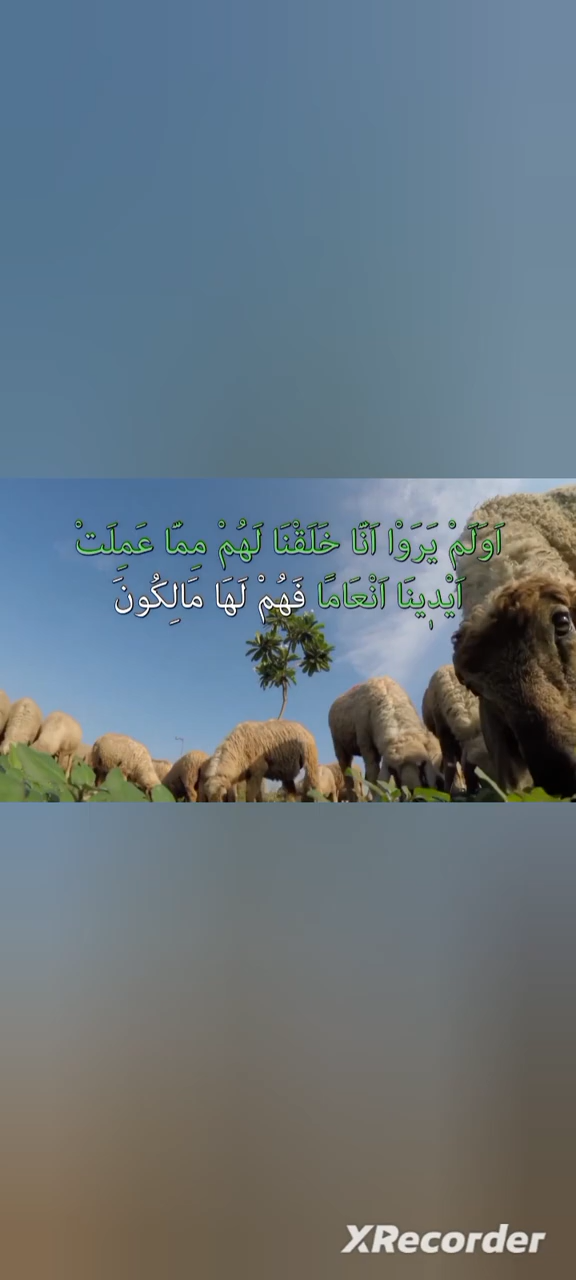 اَوَلَمْ يَرَوْا اَنَّا خَلَقْنَا لَهُمْ مِمَّا عَمِلَتْ
اَيْدٖينَا اَنْعَامًا فَهُمْ لَهَا مَالِكُونَ
XRecorder